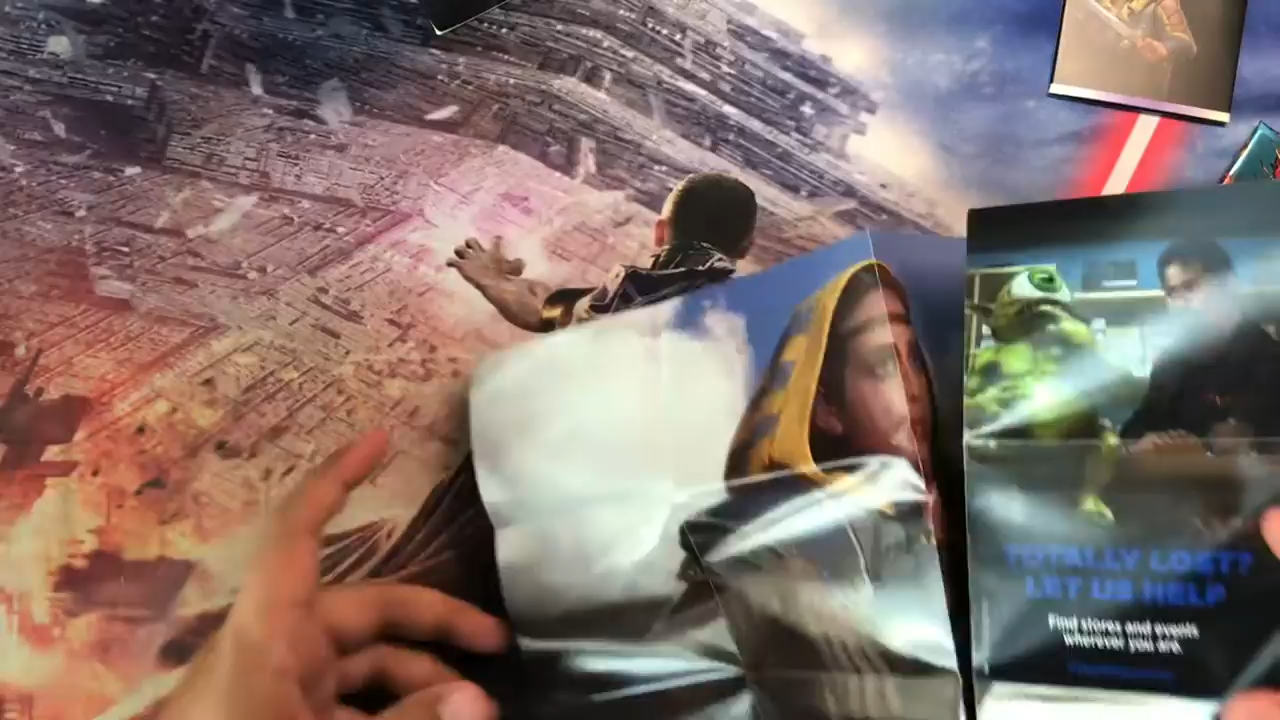 TOTALLY LOST?
LET US HELP
Find stores and events
wherever you are.